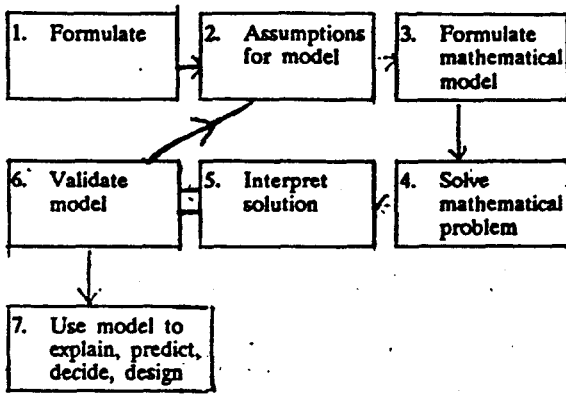 1. Formulate
2. Assumptions
for model
3. Formulate
mathematical
model
6. Validate
model
5. Interpret
solution
4. Solve
mathematical
problem
7. Use model to
explain, predict,
decide, design